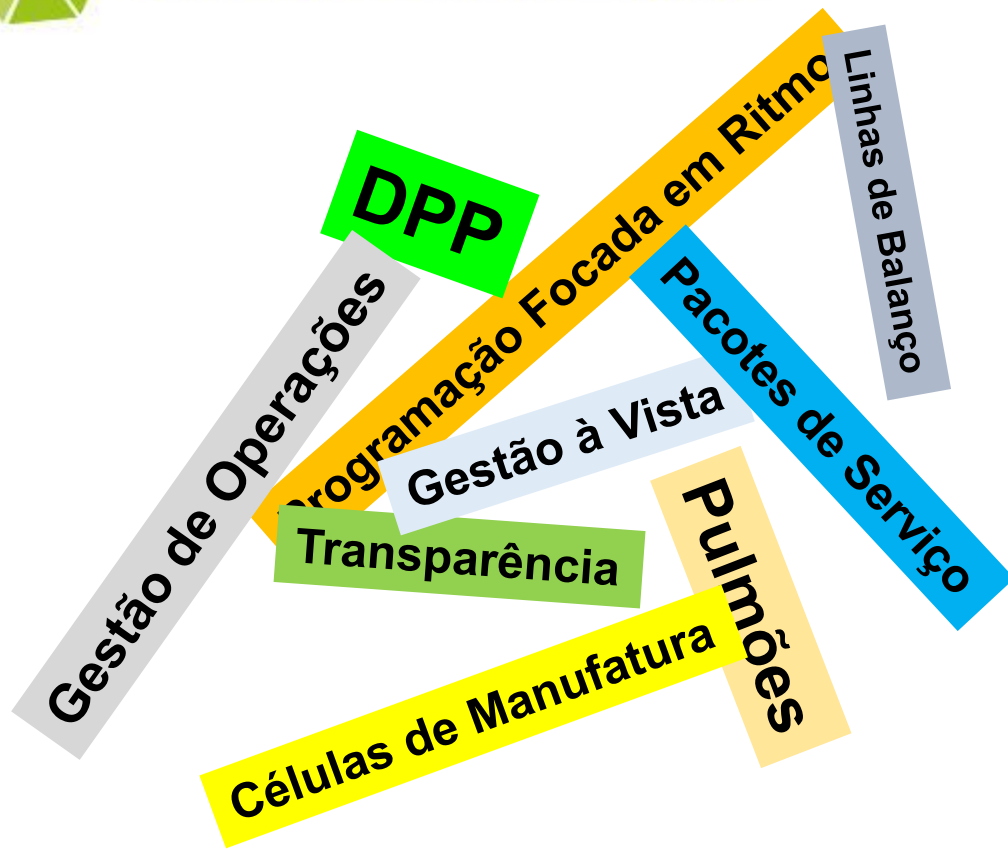 Linhas de Balanço
Programação Focada em Ritmo
DPP
Pacotes de Serviço
Gestão de Operações
Gestão à Vista
Transparência
Pulmões
Células de Manufatura